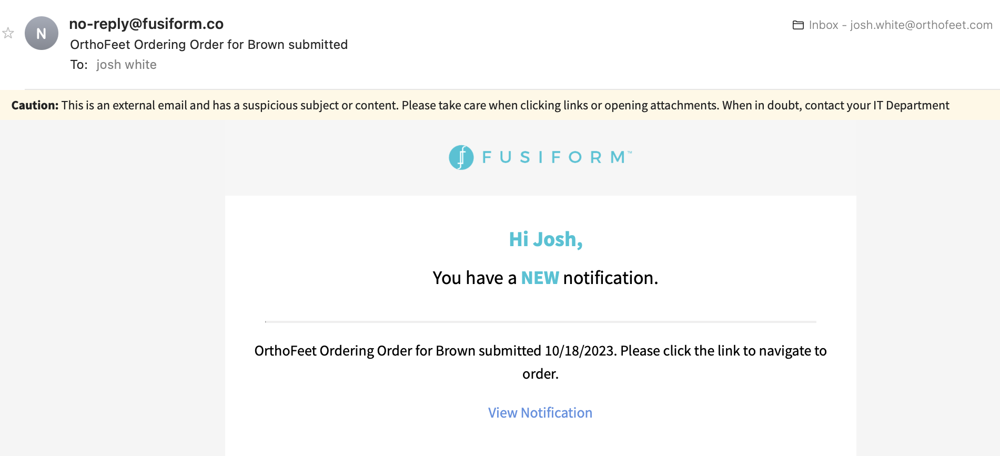 N
no-reply@fusiform.co
Inbox - josh.white@orthofeet.com
OrthoFeet Ordering Order for Brown submitted
To: josh white
Caution: This is an external email and has a suspicious subject or content. Please take care when clicking links or opening attachments. When in doubt, contact your IT Department
FUSIFORM™
Hi Josh,
You have a NEW notification.
OrthoFeet Ordering Order for Brown submitted 10/18/2023. Please click the link to navigate to
order.
View Notification